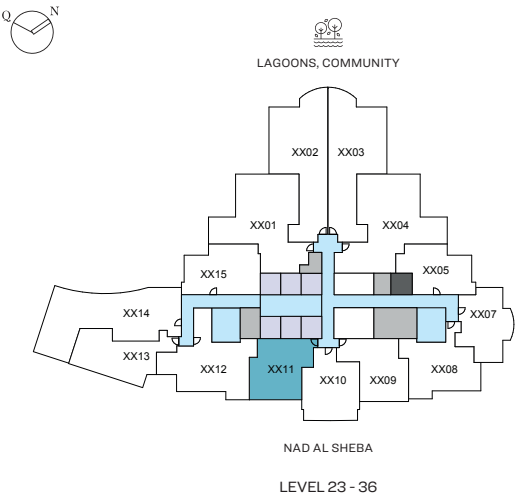 Q N
LAGOONS, COMMUNITY
XX02 XX03
XX01 XX04
XX15 XX05
XX14 XX07
XX13 XX12 XX11 XX10 XX09 XX08
NAD AL SHEBA
LEVEL 23 - 36